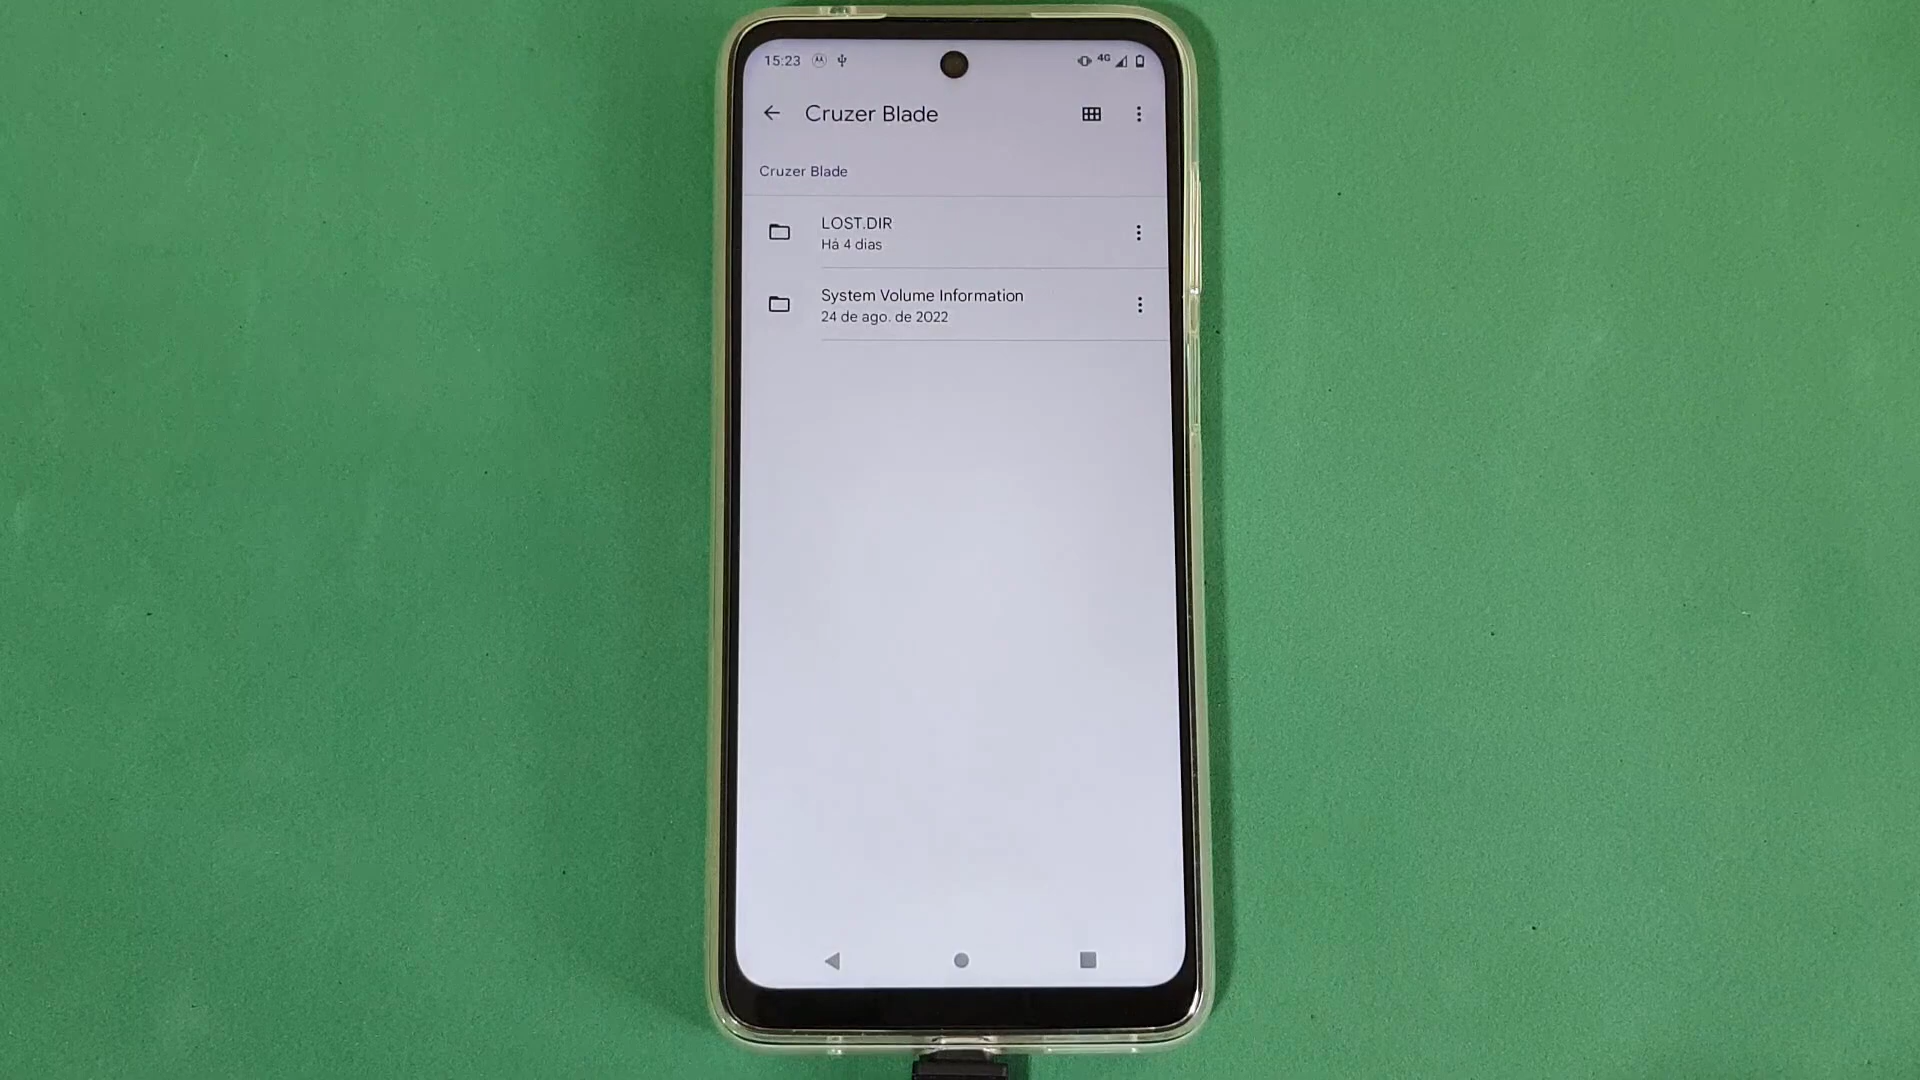 15:23
4G
Cruzer Blade
Cruzer Blade
LOST.DIR
Há 4 dias
System Volume Information
24 de ago. de 2022